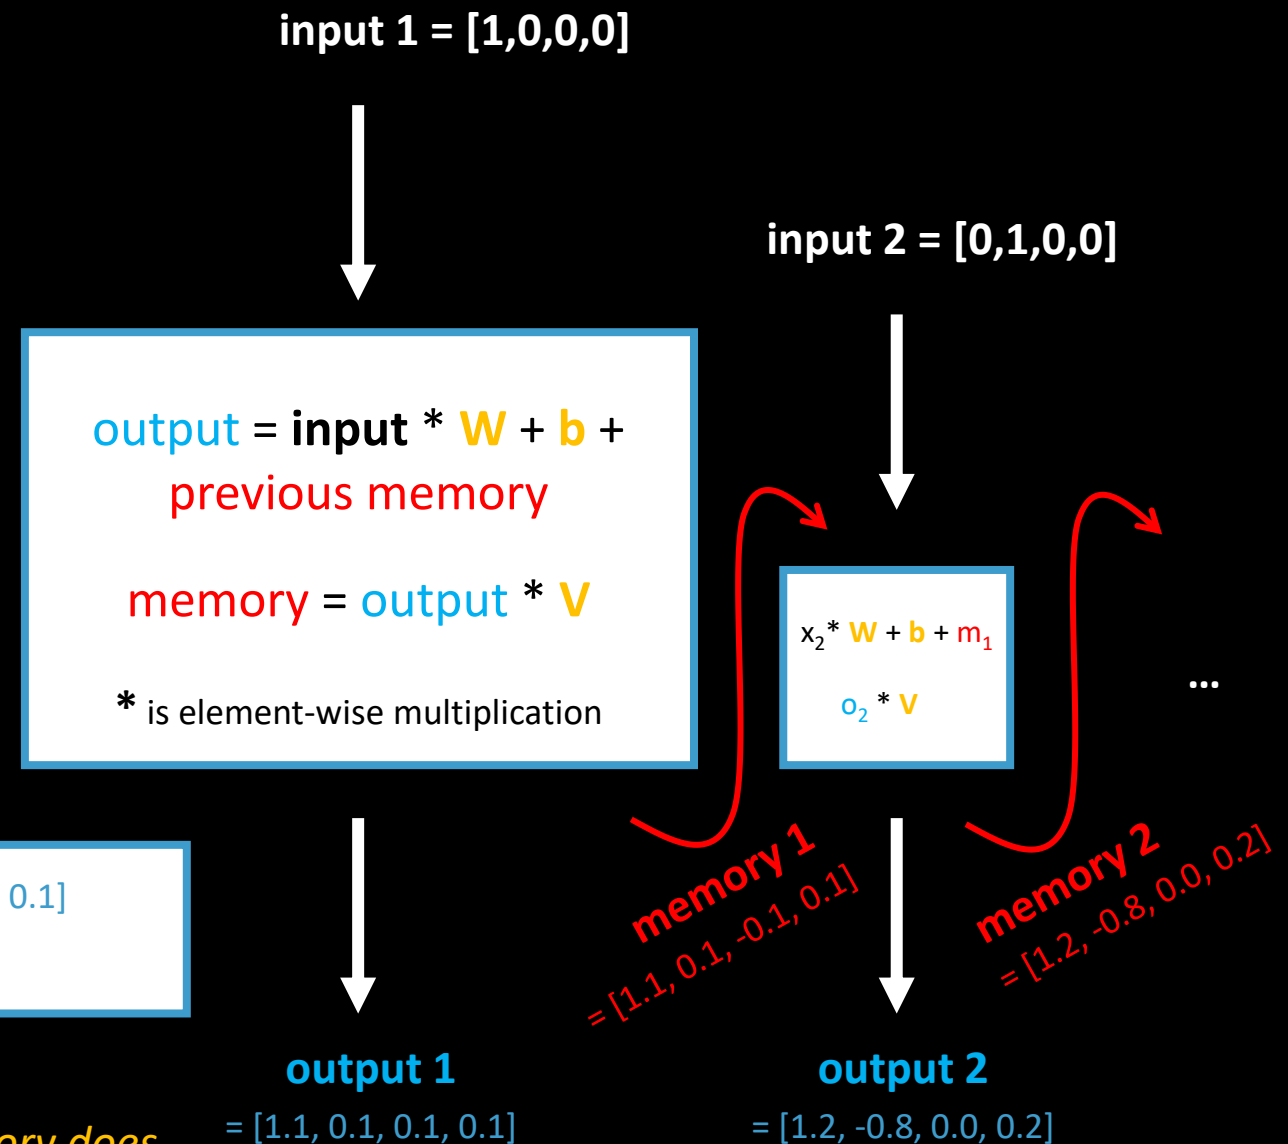 input 1 = [1,0,0,0]
input 2 = [0,1,0,0]
output = input * W + b +
previous memory
memory = output * V
* is element-wise multiplication
x₂* W + b + m₁
o₂ * V
...
memory 1
= [1.1, 0.1, -0.1, 0.1]
memory 2
= [1.2, -0.8, 0.0, 0.2]
0.1]
output 1
= [1.1, 0.1, 0.1, 0.1]
output 2
= [1.2, -0.8, 0.0, 0.2]
does